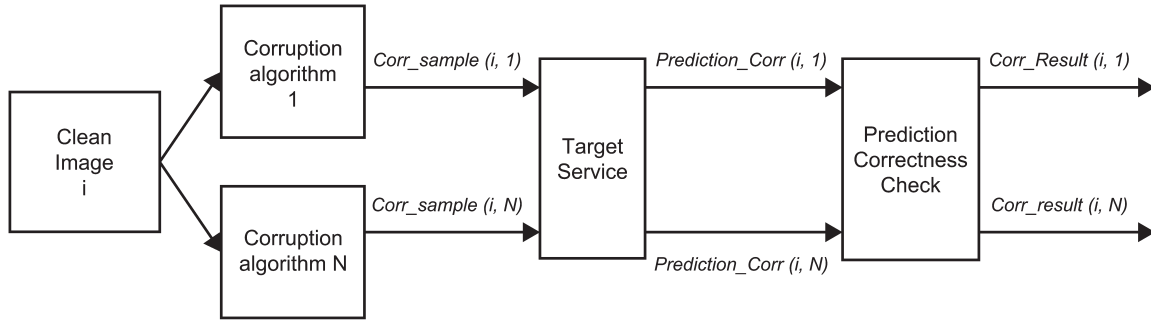 Clean
Image
i
Corruption
algorithm
1
Corruption
algorithm N
Corr_sample (i, 1)
Corr_sample (i, N)
Target
Service
Prediction_Corr (i, 1)
Prediction_Corr (i, N)
Prediction
Correctness
Check
Corr_Result (i, 1)
Corr_result (i, N)